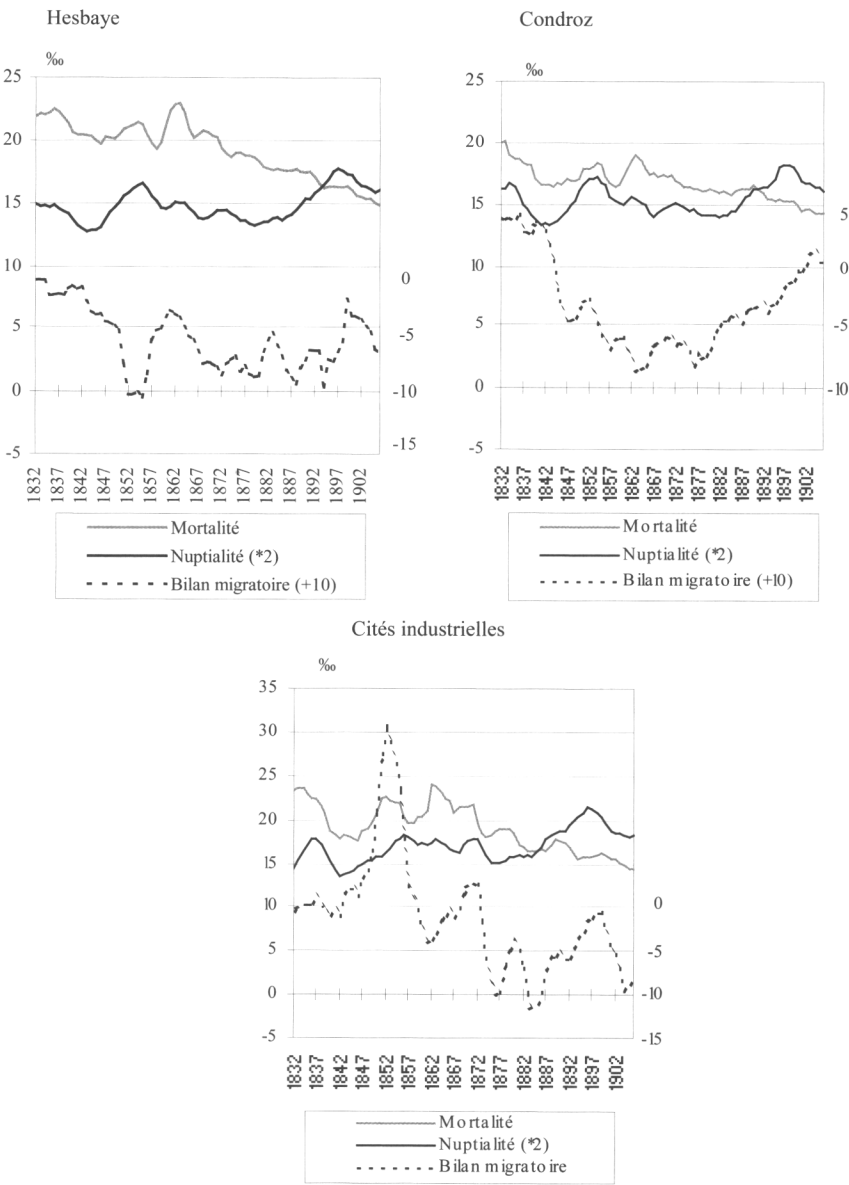 Hesbaye
‰
25
20
15
10
5
0
-5
0
-5
-10
-15
1832 1837 1842 1847 1852 1857 1862 1867 1872 1877 1882 1887 1892 1897 1902
Mortalité
Nuptialité (*2)
Bilan migratoire (+10)
Condroz
‰
25
20
15
10
5
0
-5
5
0
-5
-10
1832 1837 1842 1847 1852 1857 1862 1867 1872 1877 1882 1887 1892 1897 1902
Mortalité
Nuptialité (*2)
Bilan migratoire (+10)
Cités industrielles
‰
35
30
25
20
15
10
5
0
-5
0
-5
-10
-15
1832 1837 1842 1847 1852 1857 1862 1867 1872 1877 1882 1887 1892 1897 1902
Mortalité
Nuptialité (*2)
Bilan migratoire